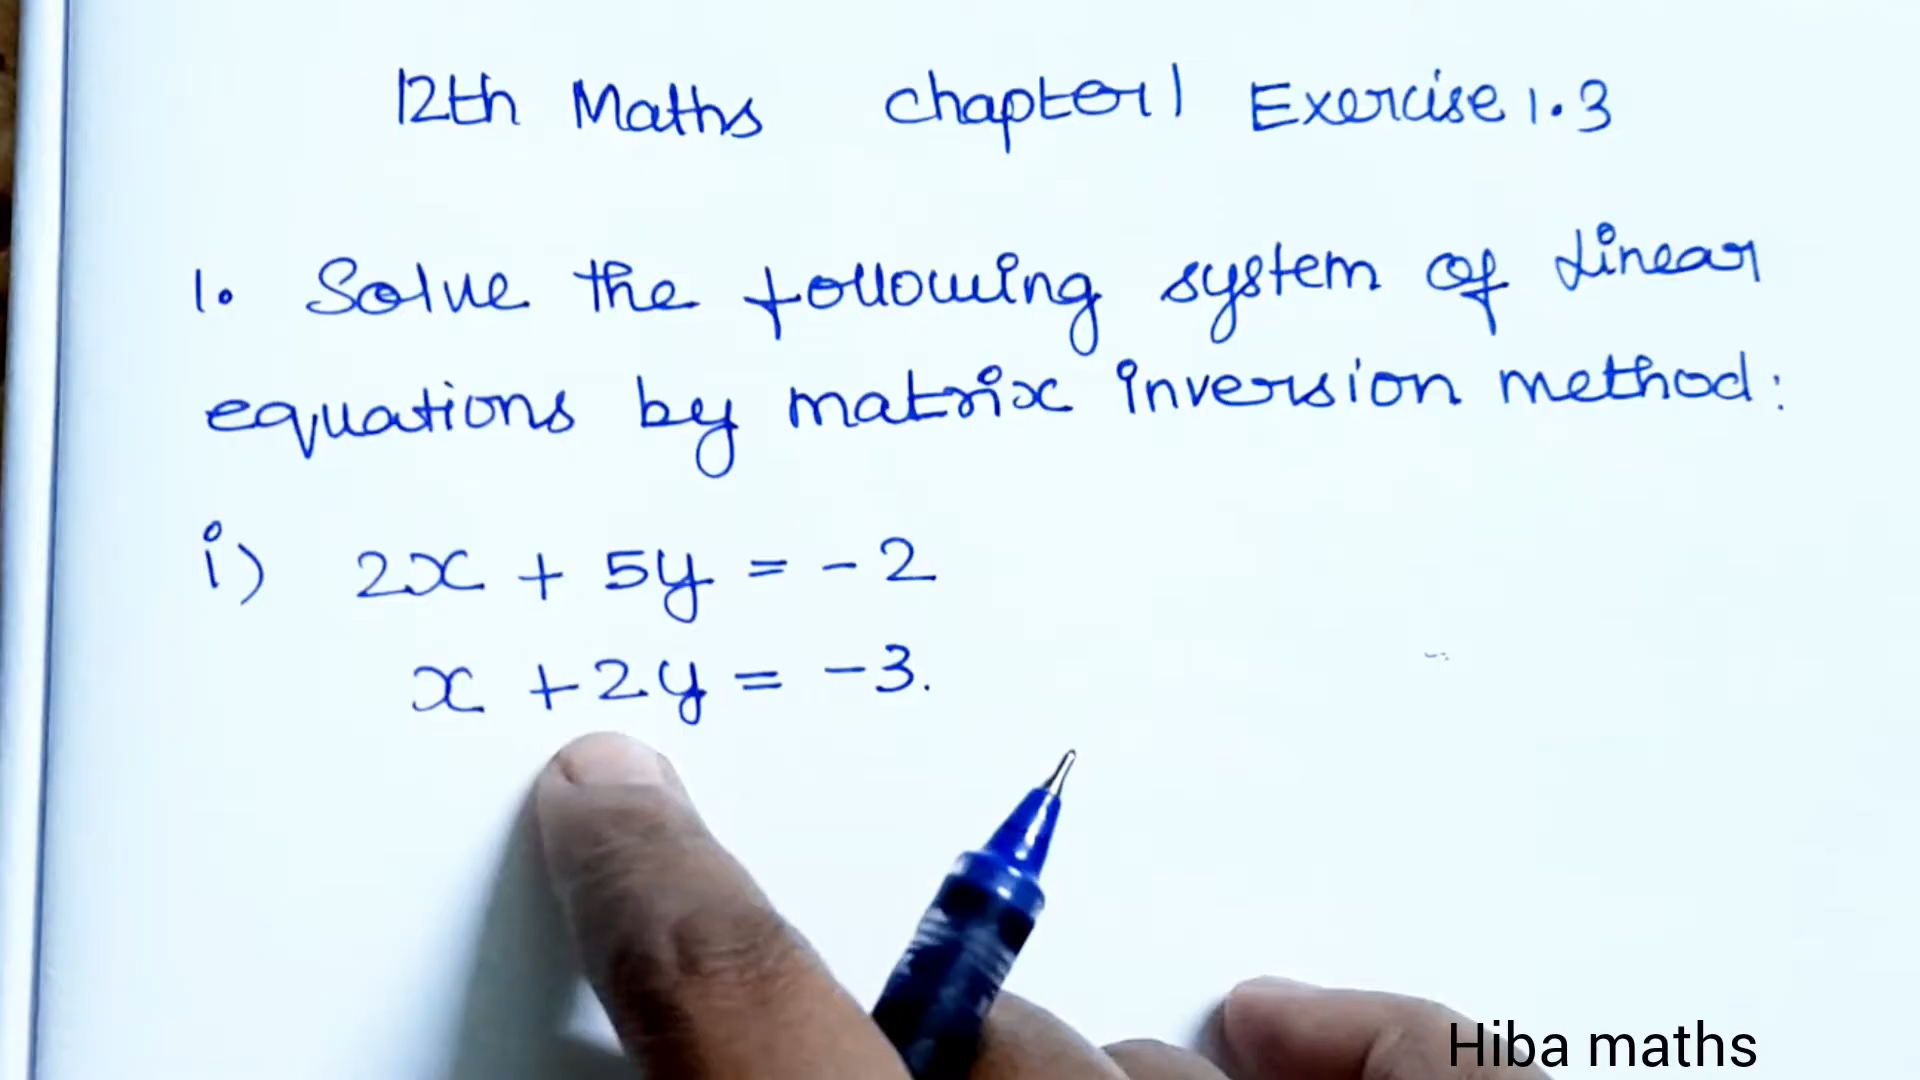 12th Maths chapter 1 Exercise 1.3
1. Solve the following system of Linear
equations by matrix inversion method:
i) 2x + 5y = -2
x + 2y = -3.
Hiba maths